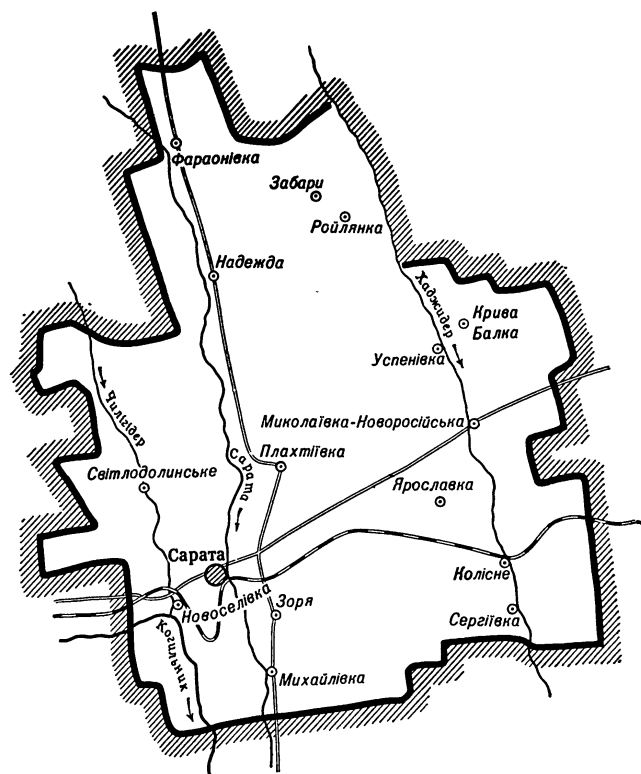 Фараонівка
Забари
Ройлянка
Надежда
Хаджидер
Крива
Балка
Успенівка
Чилігідер
Миколаївка-Новоросійська
Плахтіївка
Сарата
Світлодолинське
Ярославка
Сарата
Колісне
Новоселівка
Зоря
Сергіївка
Когильник
Михайлівка